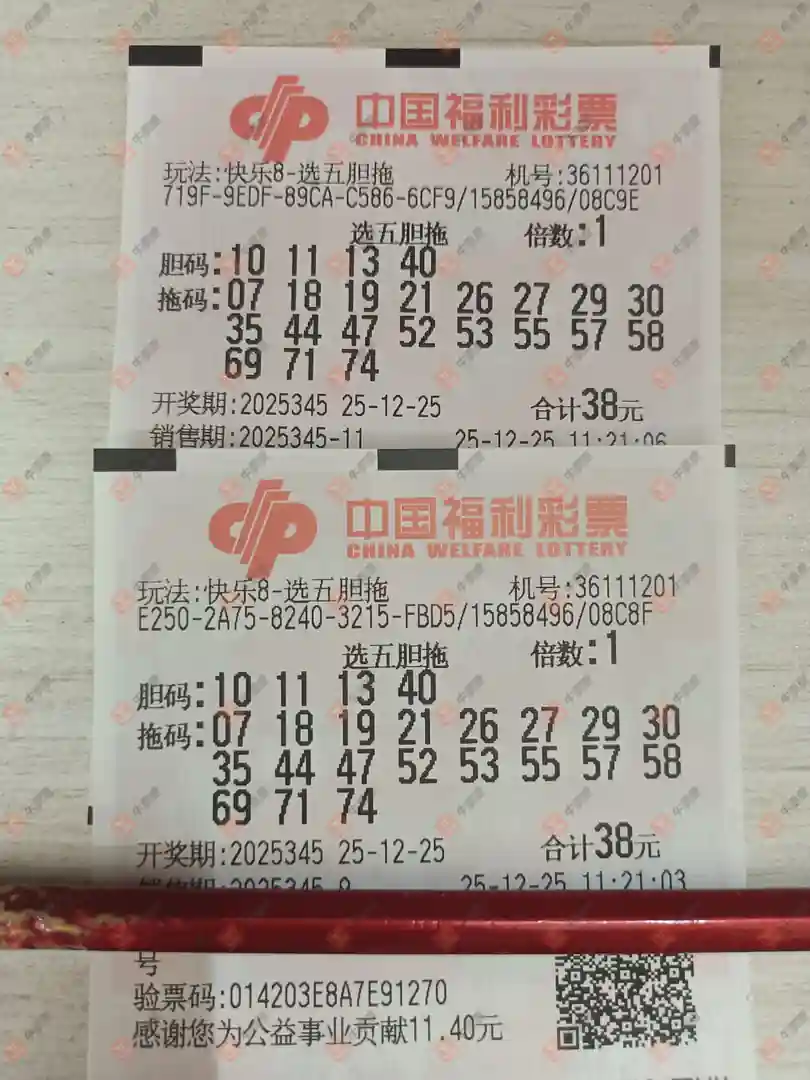 中国福利彩票
CHINA WELFARE LOTTERY
玩法:快乐8-选五胆拖 机号:36111201
719F-9EDF-89CA-C586-6CF9/15858496/08C9E
选五胆拖 倍数:1
胆码:10 11 13 40
拖码:07 18 19 21 26 27 29 30
35 44 47 52 53 55 57 58
69 71 74
开奖期:2025345 25-12-25 合计38元
销售期:2025345-11 25-12-25 11:21:06
中国福利彩票
CHINA WELFARE LOTTERY
玩法:快乐8-选五胆拖 机号:36111201
E250-2A75-8240-3215-FBD5/15858496/08C8F
选五胆拖 倍数:1
胆码:10 11 13 40
拖码:07 18 19 21 26 27 29 30
35 44 47 52 53 55 57 58
69 71 74
开奖期:2025345 25-12-25 合计38元
销售期:2025345-9 25-12-25 11:21:03
号
验票码:014203E8A7E91270
感谢您为公益事业贡献11.40元